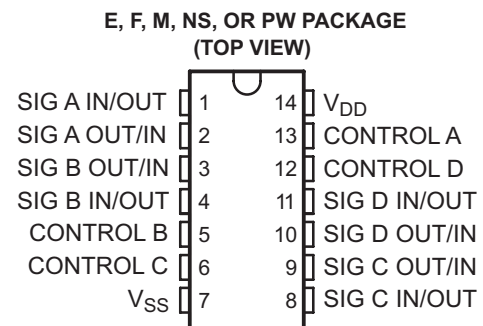 E, F, M, NS, OR PW PACKAGE
(TOP VIEW)
SIG A IN/OUT 1 14 VDD
SIG A OUT/IN 2 13 CONTROL A
SIG B OUT/IN 3 12 CONTROL D
SIG B IN/OUT 4 11 SIG D IN/OUT
CONTROL B 5 10 SIG D OUT/IN
CONTROL C 6 9 SIG C OUT/IN
VSS 7 8 SIG C IN/OUT